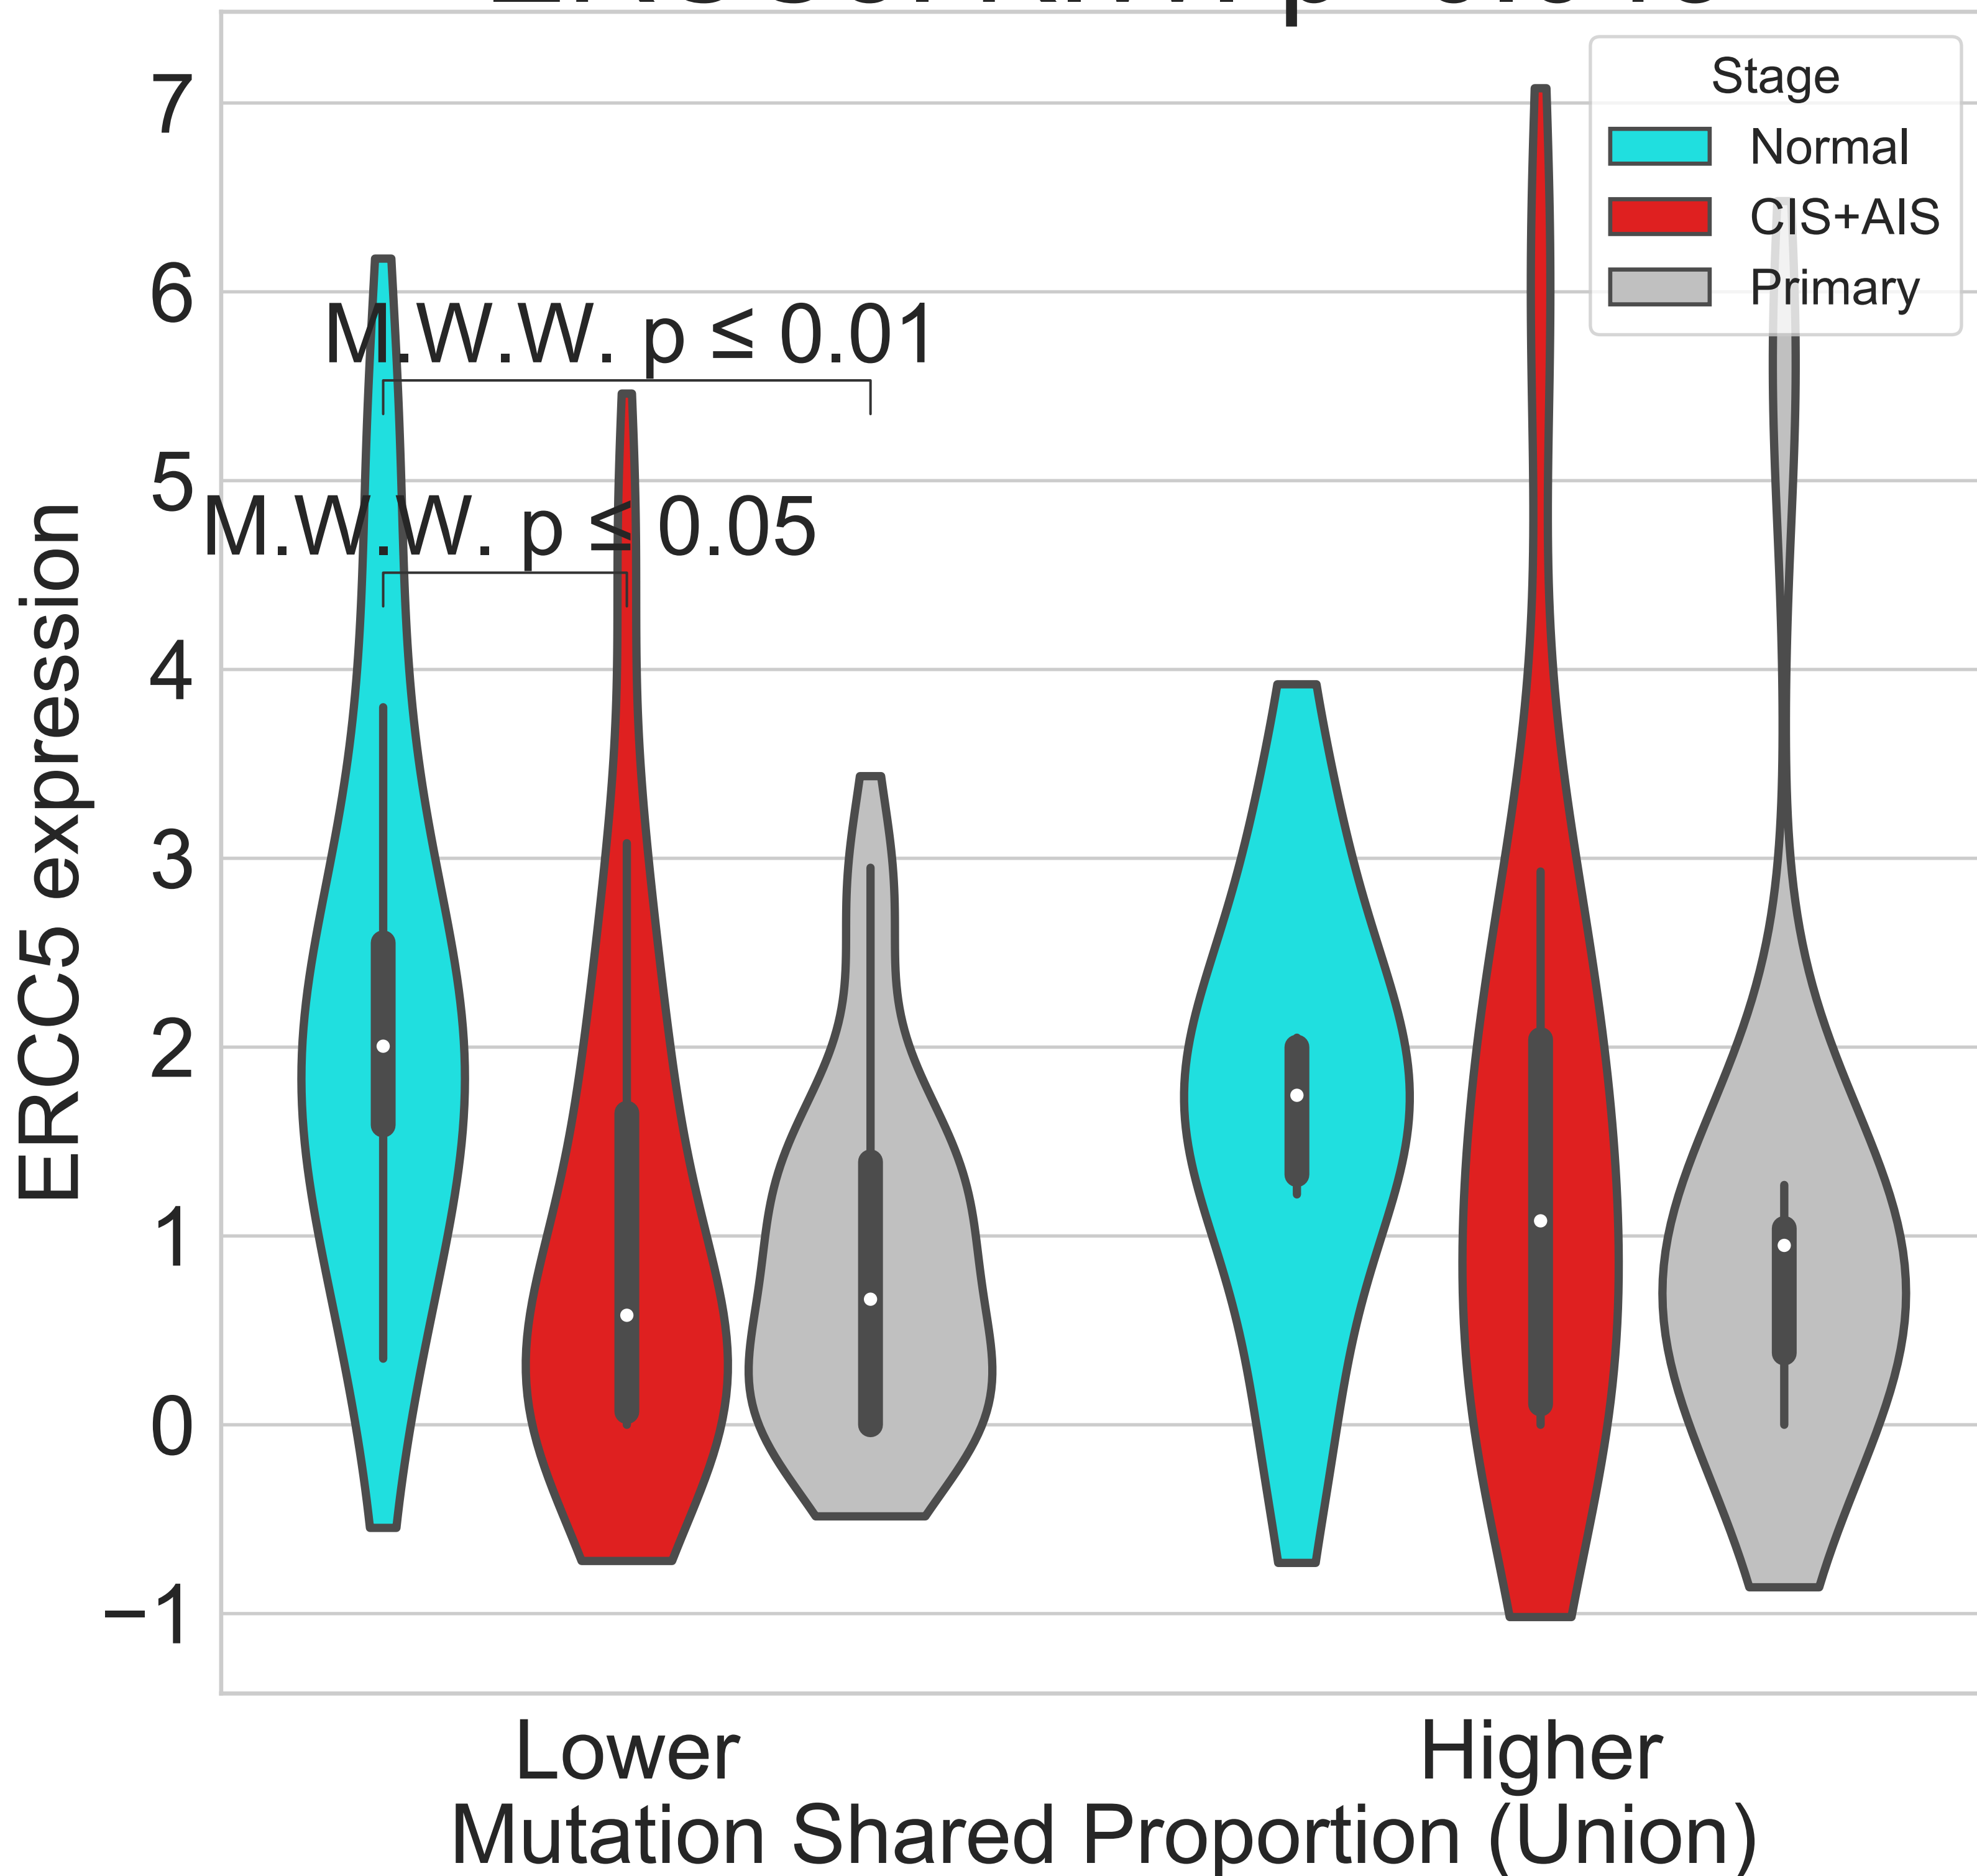 Stage
Normal
CIS+AIS
Primary
7
6
5
4
3
2
1
0
−1
M.W.W. p ≤ 0.01
M.W.W. p ≤ 0.05
ERCC5 expression
Lower
Higher
Mutation Shared Proportion (Union)